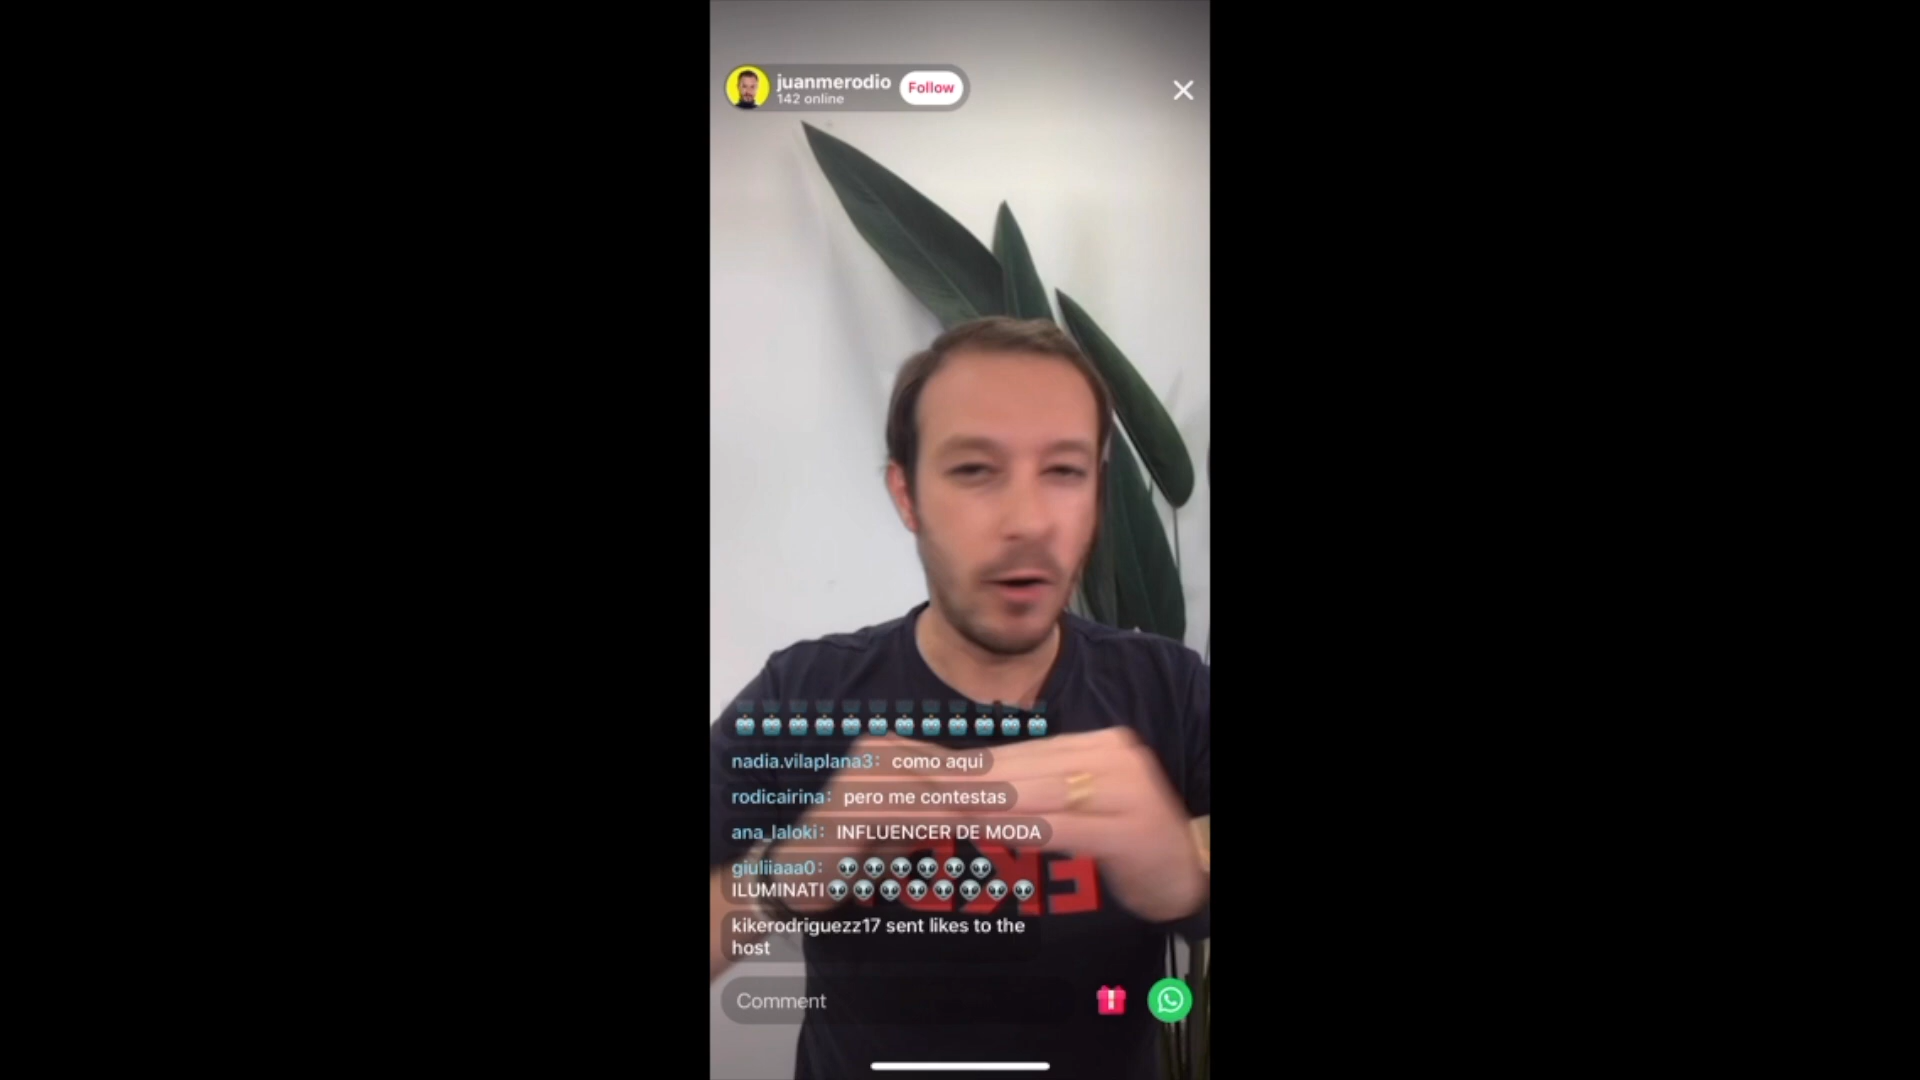 juanmerodio
142 online
Follow
nadia.vilaplana3: como aqui
rodicairina: pero me contestas
ana_laloki: INFLUENCER DE MODA
giuliiaaa0: 👽👽👽👽👽👽
ILUMINATI👽👽👽👽👽👽👽👽
kikerodriguezz17 sent likes to the
host
Comment